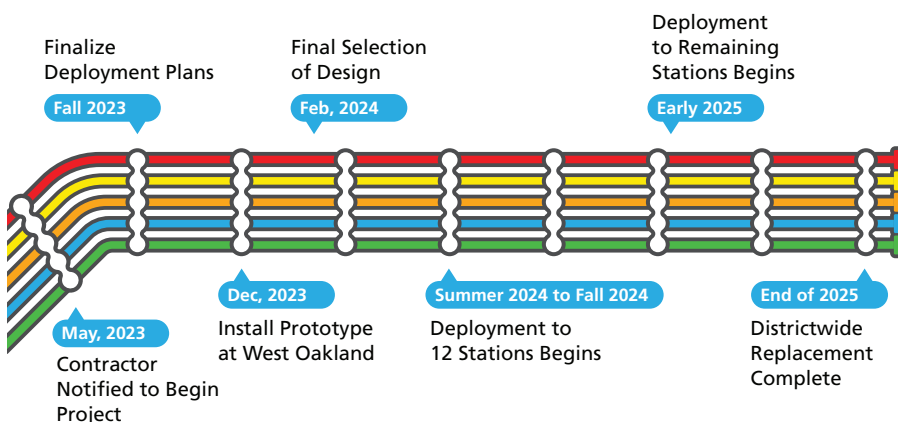 Finalize
Deployment Plans
Fall 2023
Final Selection
of Design
Feb, 2024
Deployment
to Remaining
Stations Begins
Early 2025
May, 2023
Contractor
Notified to Begin
Project
Dec, 2023
Install Prototype
at West Oakland
Summer 2024 to Fall 2024
Deployment to
12 Stations Begins
End of 2025
Districtwide
Replacement
Complete